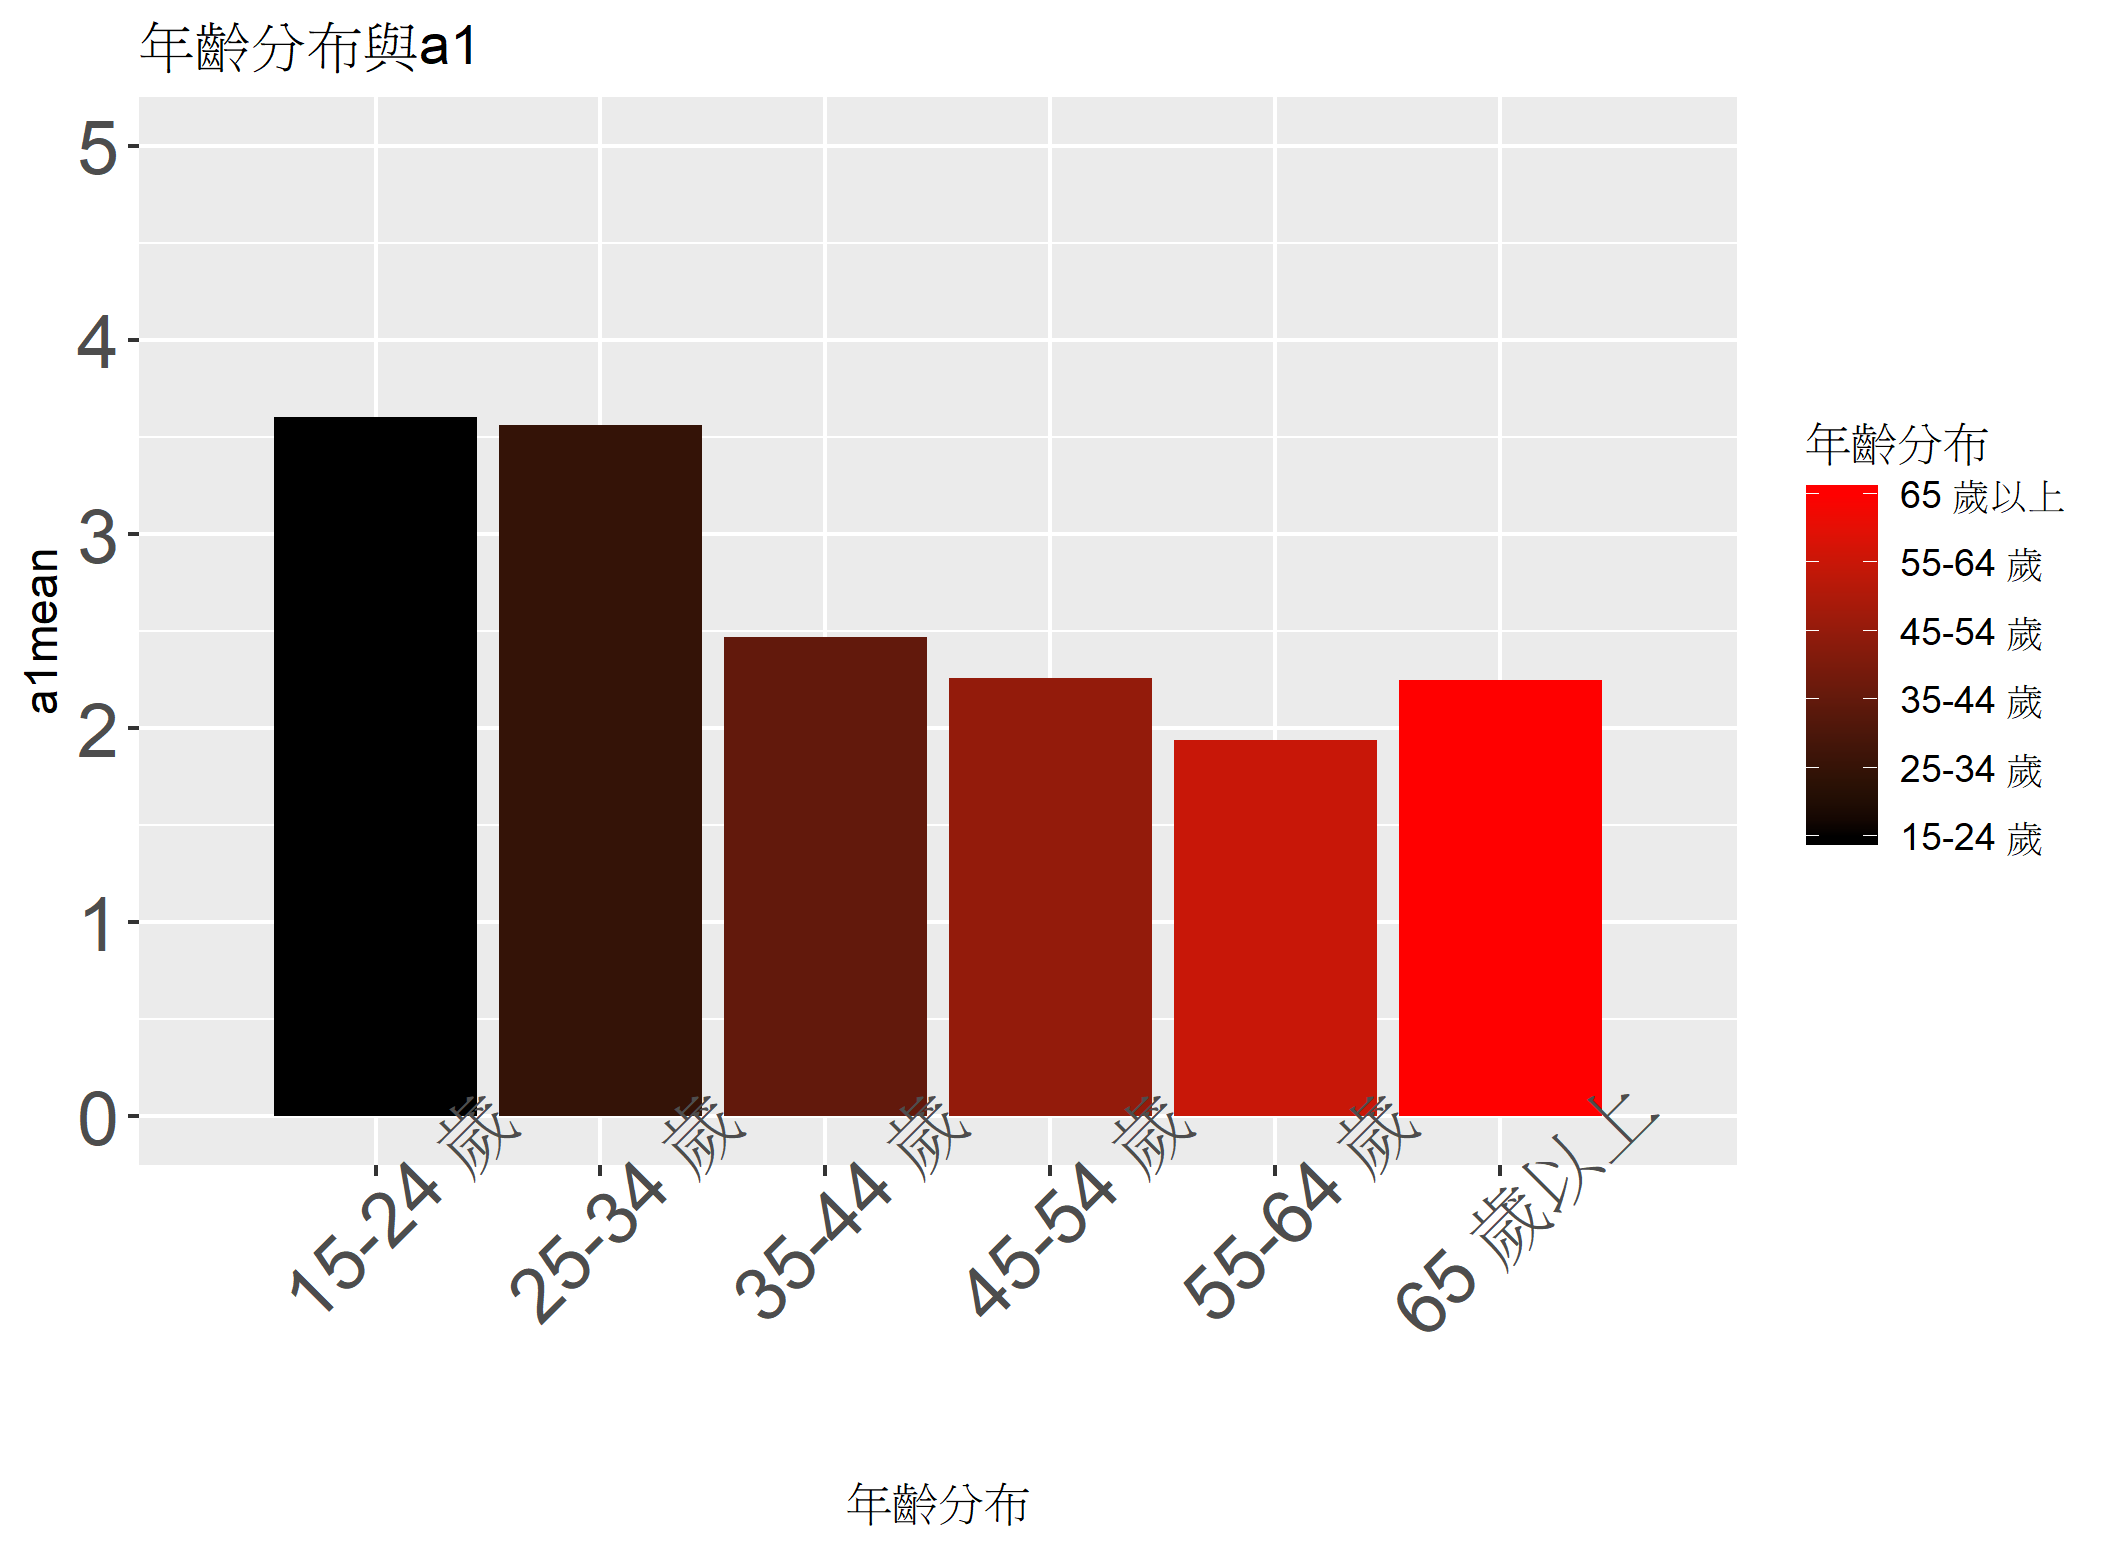 年齡分布與a1
5
4
3
2
1
0
a1mean
15-24 歲
25-34 歲
35-44 歲
45-54 歲
55-64 歲
65 歲以上
年齡分布
年齡分布
65 歲以上
55-64 歲
45-54 歲
35-44 歲
25-34 歲
15-24 歲